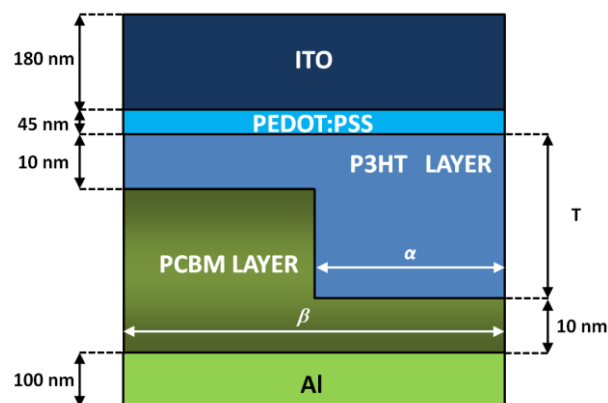 180 nm
ITO
45 nm
PEDOT:PSS
10 nm
P3HT LAYER
T
PCBM LAYER
α
β
10 nm
100 nm
Al